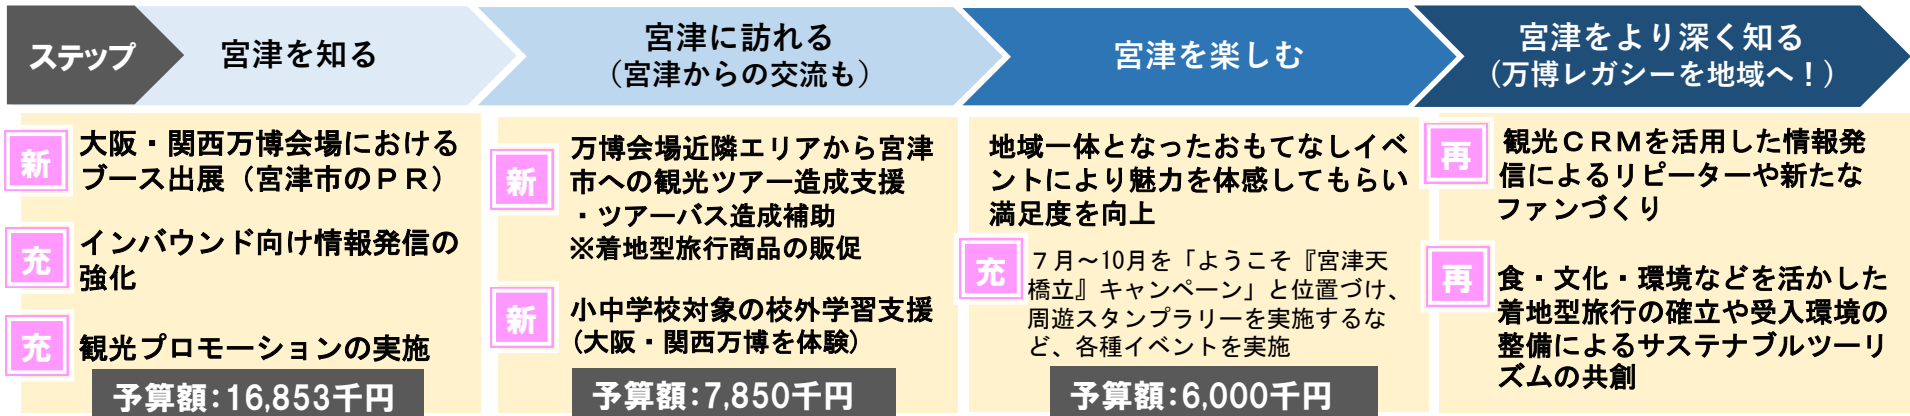 ステップ
宮津を知る
宮津に訪れる
（宮津からの交流も）
宮津を楽しむ
宮津をより深く知る
（万博レガシーを地域へ！）
新
大阪・関西万博会場における
ブース出展（宮津市のＰＲ）
充
インバウンド向け情報発信の
強化
充
観光プロモーションの実施
予算額：16,853千円
新
万博会場近隣エリアから宮津
市への観光ツアー造成支援
・ツアーバス造成補助
※着地型旅行商品の販促
新
小中学校対象の校外学習支援
(大阪・関西万博を体験)
予算額：7,850千円
地域一体となったおもてなしイベ
ントにより魅力を体感してもらい
満足度を向上
充
７月～10月を「ようこそ『宮津天
橋立』キャンペーン」と位置づけ、
周遊スタンプラリーを実施するな
ど、各種イベントを実施
予算額：6,000千円
再
観光ＣＲＭを活用した情報発
信によるリピーターや新たな
ファンづくり
再
食・文化・環境などを活かした
着地型旅行の確立や受入環境の
整備によるサステナブルツーリ
ズムの共創